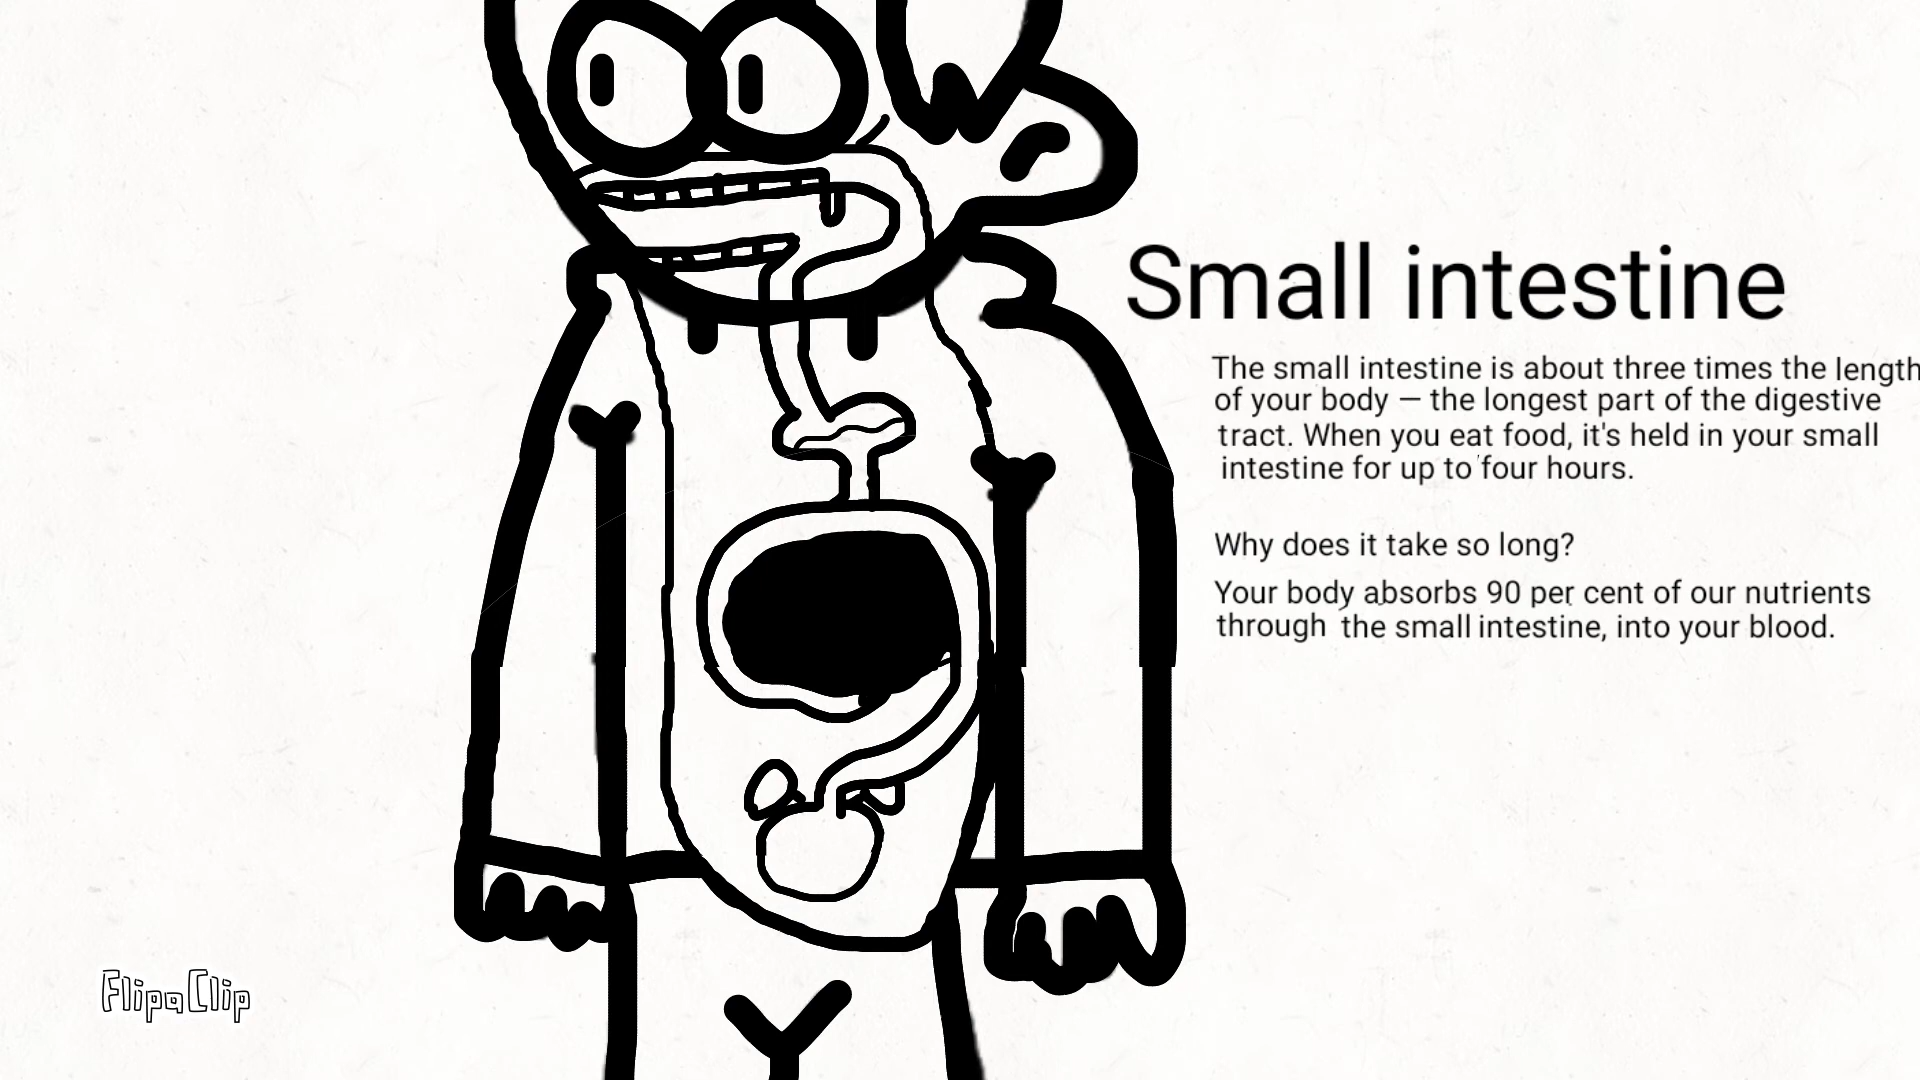 Small intestine
The small intestine is about three times the length
of your body — the longest part of the digestive
tract. When you eat food, it's held in your small
intestine for up to four hours.
Why does it take so long?
Your body absorbs 90 per cent of our nutrients
through the small intestine, into your blood.
FlipaClip